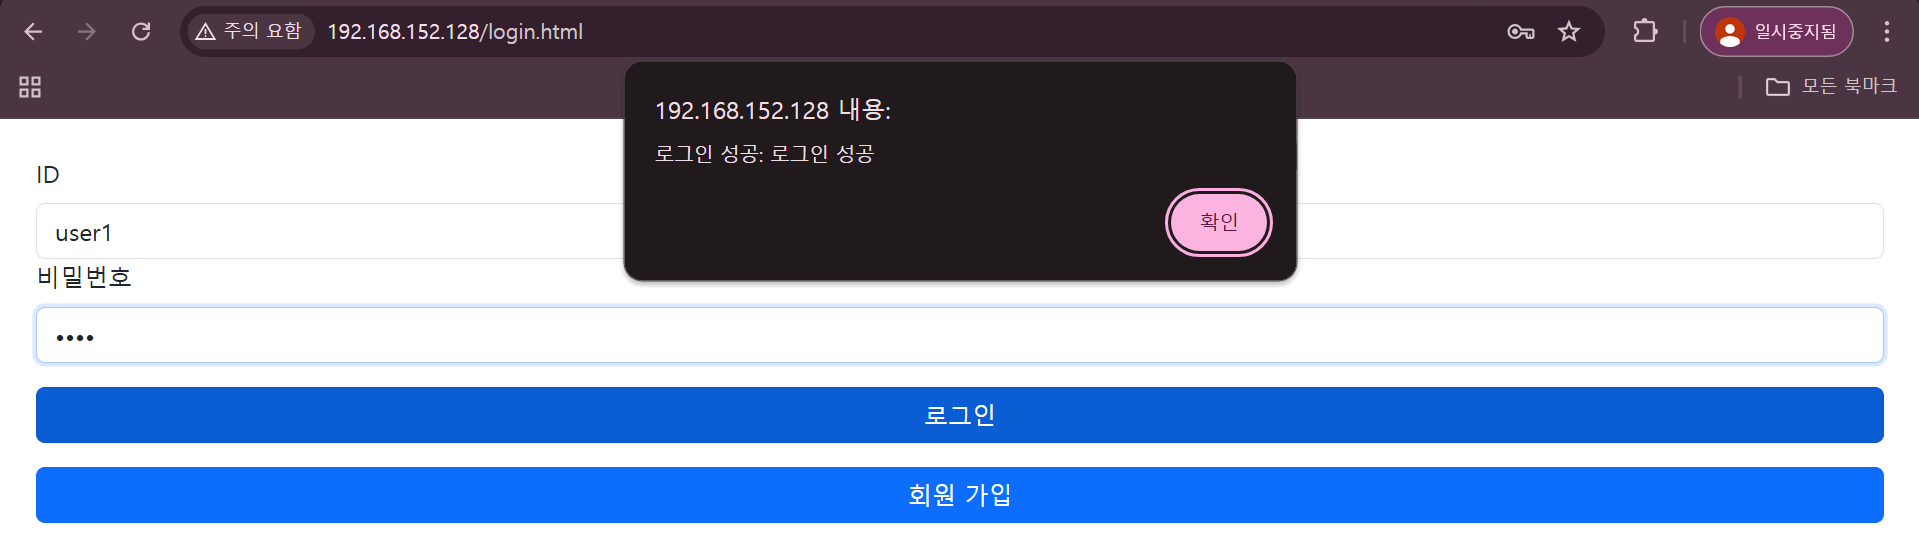 주의 요함 192.168.152.128/login.html 일시중지됨
모든 북마크
192.168.152.128 내용:
로그인 성공: 로그인 성공
확인
ID
user1
비밀번호
••••
로그인
회원 가입